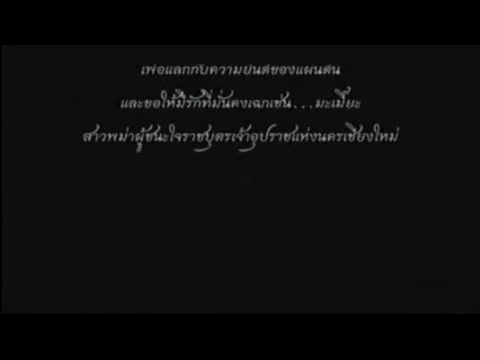 เพื่อแลกกับความยินดีของแผ่นดิน
และขอให้มีรักที่มั่นคงเฉกเช่น...มะเมี๊ยะ
สาวพม่าผู้ชนะใจราชบุตรเจ้าอุปราชแห่งนครเชียงใหม่